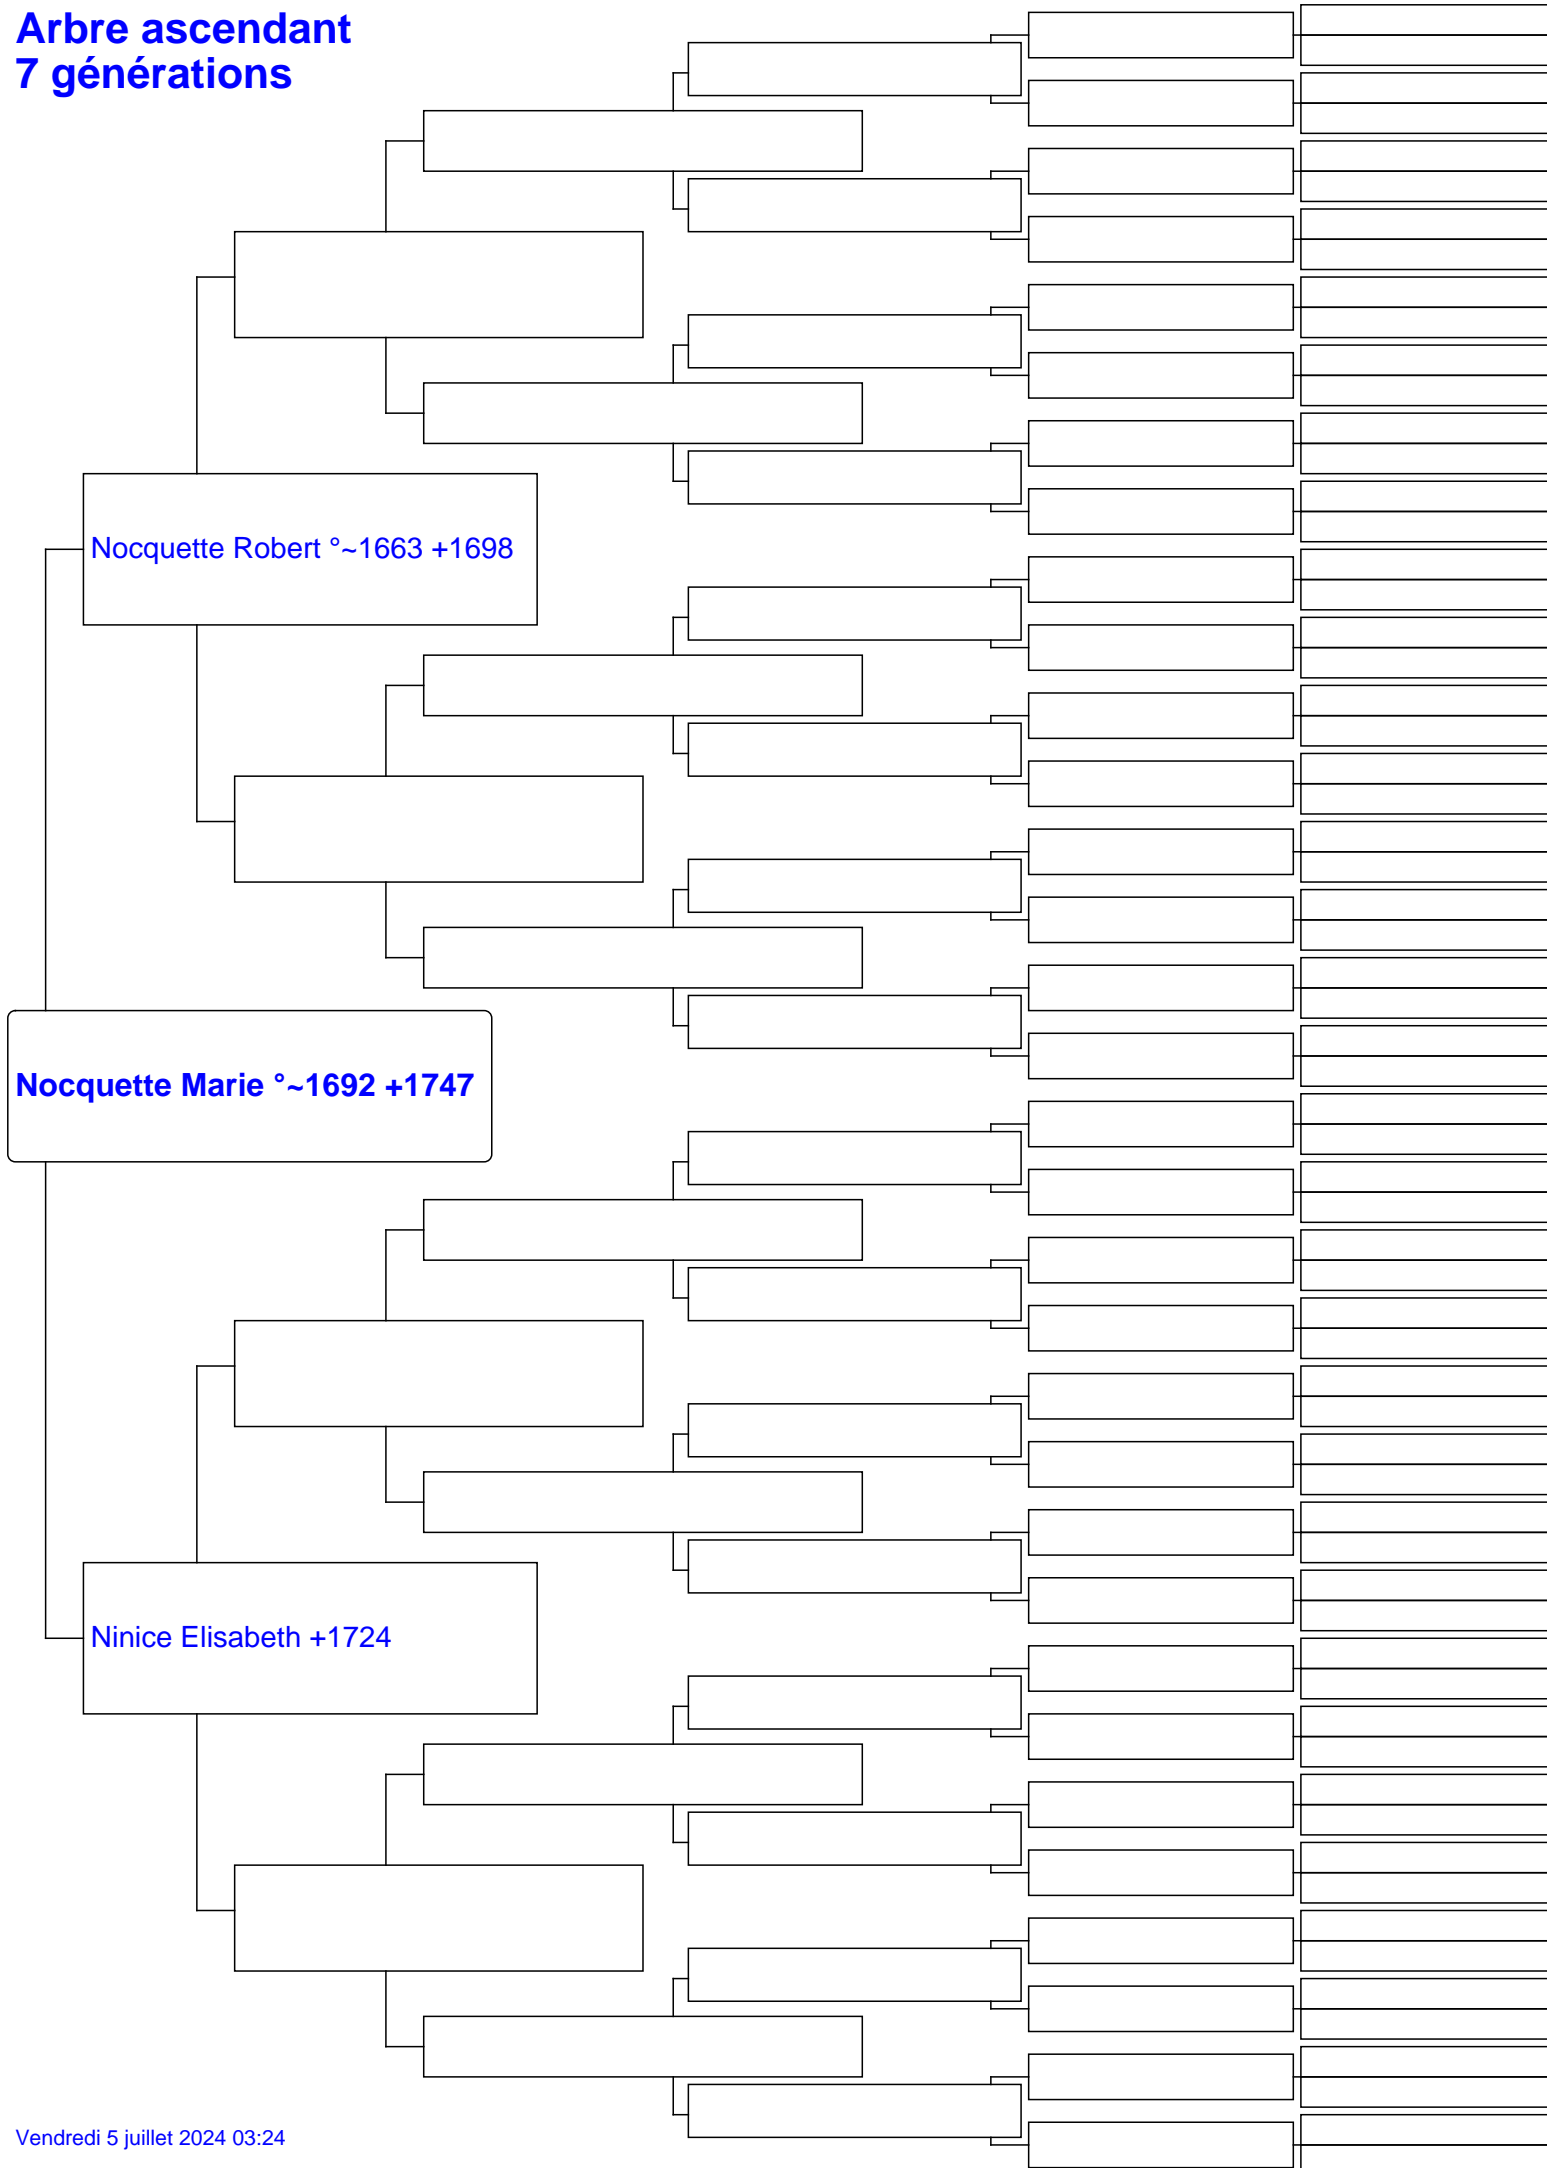 Arbre ascendant
7 générations
Nocquette Robert °~1663 +1698
Nocquette Marie °~1692 +1747
Ninice Elisabeth +1724
Vendredi 5 juillet 2024 03:24